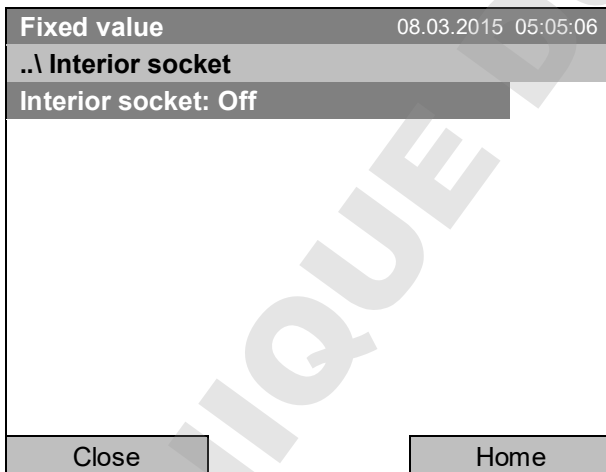 Fixed value 08.03.2015 05:05:06
..\ Interior socket
Interior socket: Off
Close Home